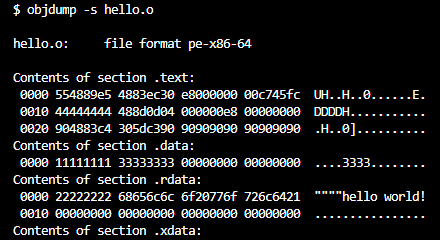 $ objdump -s hello.o
hello.o:     file format pe-x86-64
Contents of section .text:
 0000 554889e5 4883ec30 e8000000 00c745fc  UH..H..0......E.
 0010 44444444 488d0d04 000000e8 00000000  DDDDH...........
 0020 904883c4 305dc390 90909090 90909090  .H..0]..........
Contents of section .data:
 0000 11111111 33333333 00000000 00000000  ....3333........
Contents of section .rdata:
 0000 22222222 68656c6c 6f20776f 726c6421  """"hello world!
 0010 00000000 00000000 00000000 00000000  ................
Contents of section .xdata: